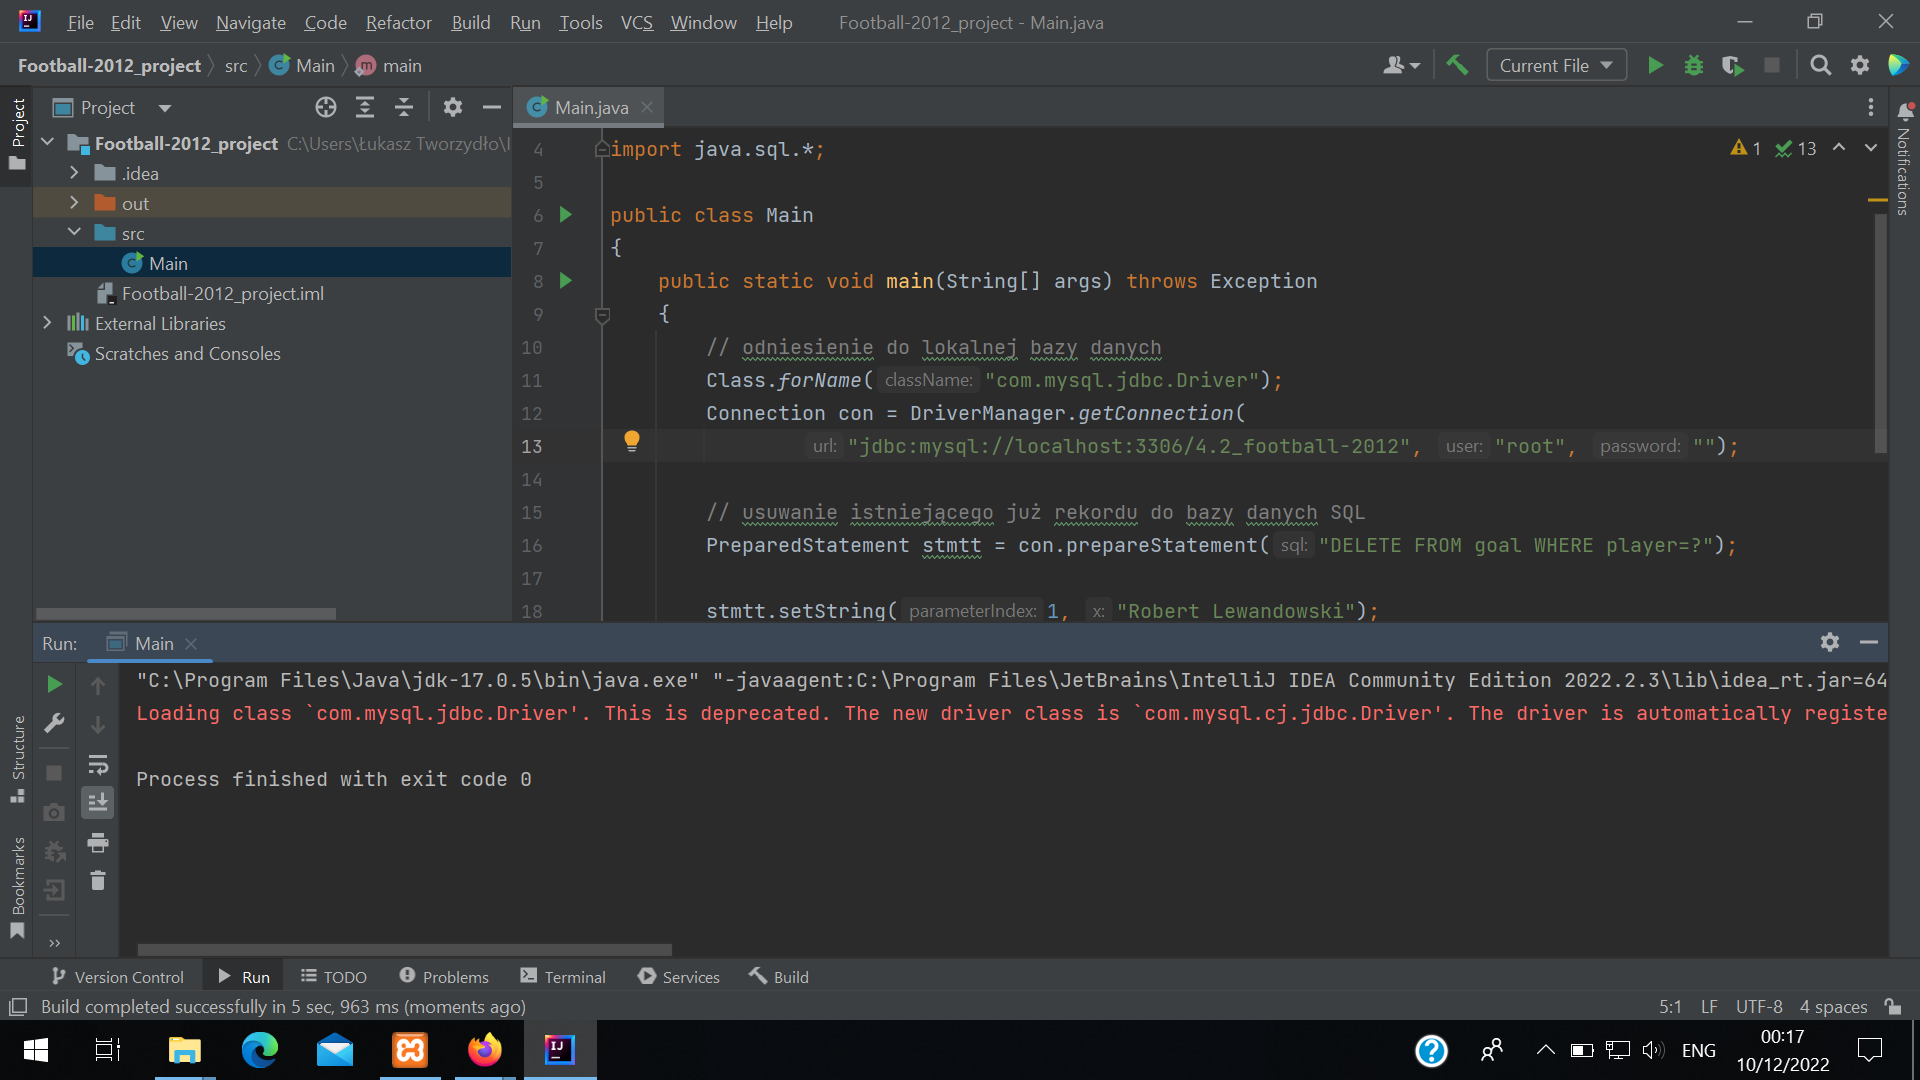 File Edit View Navigate Code Refactor Build Run Tools VCS Window Help Football-2012_project - Main.java
Football-2012_project src Main main Current File
Project Main.java
Project
Football-2012_project C:\Users\Łukasz Tworzydło\
.idea
out
src
Main
Football-2012_project.iml
External Libraries
Scratches and Consoles
1 13
Notifications
4 import java.sql.*;
5
6 public class Main
7 {
8 public static void main(String[] args) throws Exception
9 {
10 // odniesienie do lokalnej bazy danych
11 Class.forName( className: "com.mysql.jdbc.Driver");
12 Connection con = DriverManager.getConnection(
13 url: "jdbc:mysql://localhost:3306/4.2_football-2012", user: "root", password: "");
14
15 // usuwanie istniejącego już rekordu do bazy danych SQL
16 PreparedStatement stmtt = con.prepareStatement( sql: "DELETE FROM goal WHERE player=?");
17
18 stmtt.setString( parameterIndex: 1, x: "Robert Lewandowski");
Run: Main
"C:\Program Files\Java\jdk-17.0.5\bin\java.exe" "-javaagent:C:\Program Files\JetBrains\IntelliJ IDEA Community Edition 2022.2.3\lib\idea_rt.jar=64
Loading class `com.mysql.jdbc.Driver'. This is deprecated. The new driver class is `com.mysql.cj.jdbc.Driver'. The driver is automatically registe
Process finished with exit code 0
Structure
Bookmarks
Version Control Run TODO Problems Terminal Services Build
Build completed successfully in 5 sec, 963 ms (moments ago) 5:1 LF UTF-8 4 spaces
ENG 00:17
10/12/2022